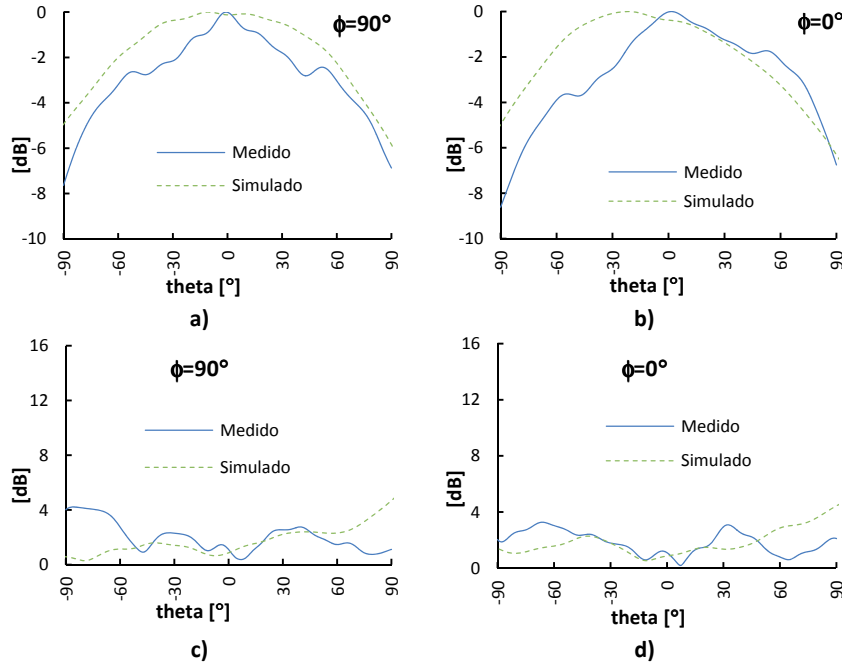 0
-2
-4
-6
-8
-10
[dB]
ϕ=90°
Medido
Simulado
-90
-60
-30
0
30
60
90
theta [°]
a)
0
-2
-4
-6
-8
-10
[dB]
ϕ=0°
Medido
Simulado
-90
-60
-30
0
30
60
90
theta [°]
b)
16
12
8
4
0
[dB]
ϕ=90°
Medido
Simulado
-90
-60
-30
0
30
60
90
theta [°]
c)
16
12
8
4
0
[dB]
ϕ=0°
Medido
Simulado
-90
-60
-30
0
30
60
90
theta [°]
d)